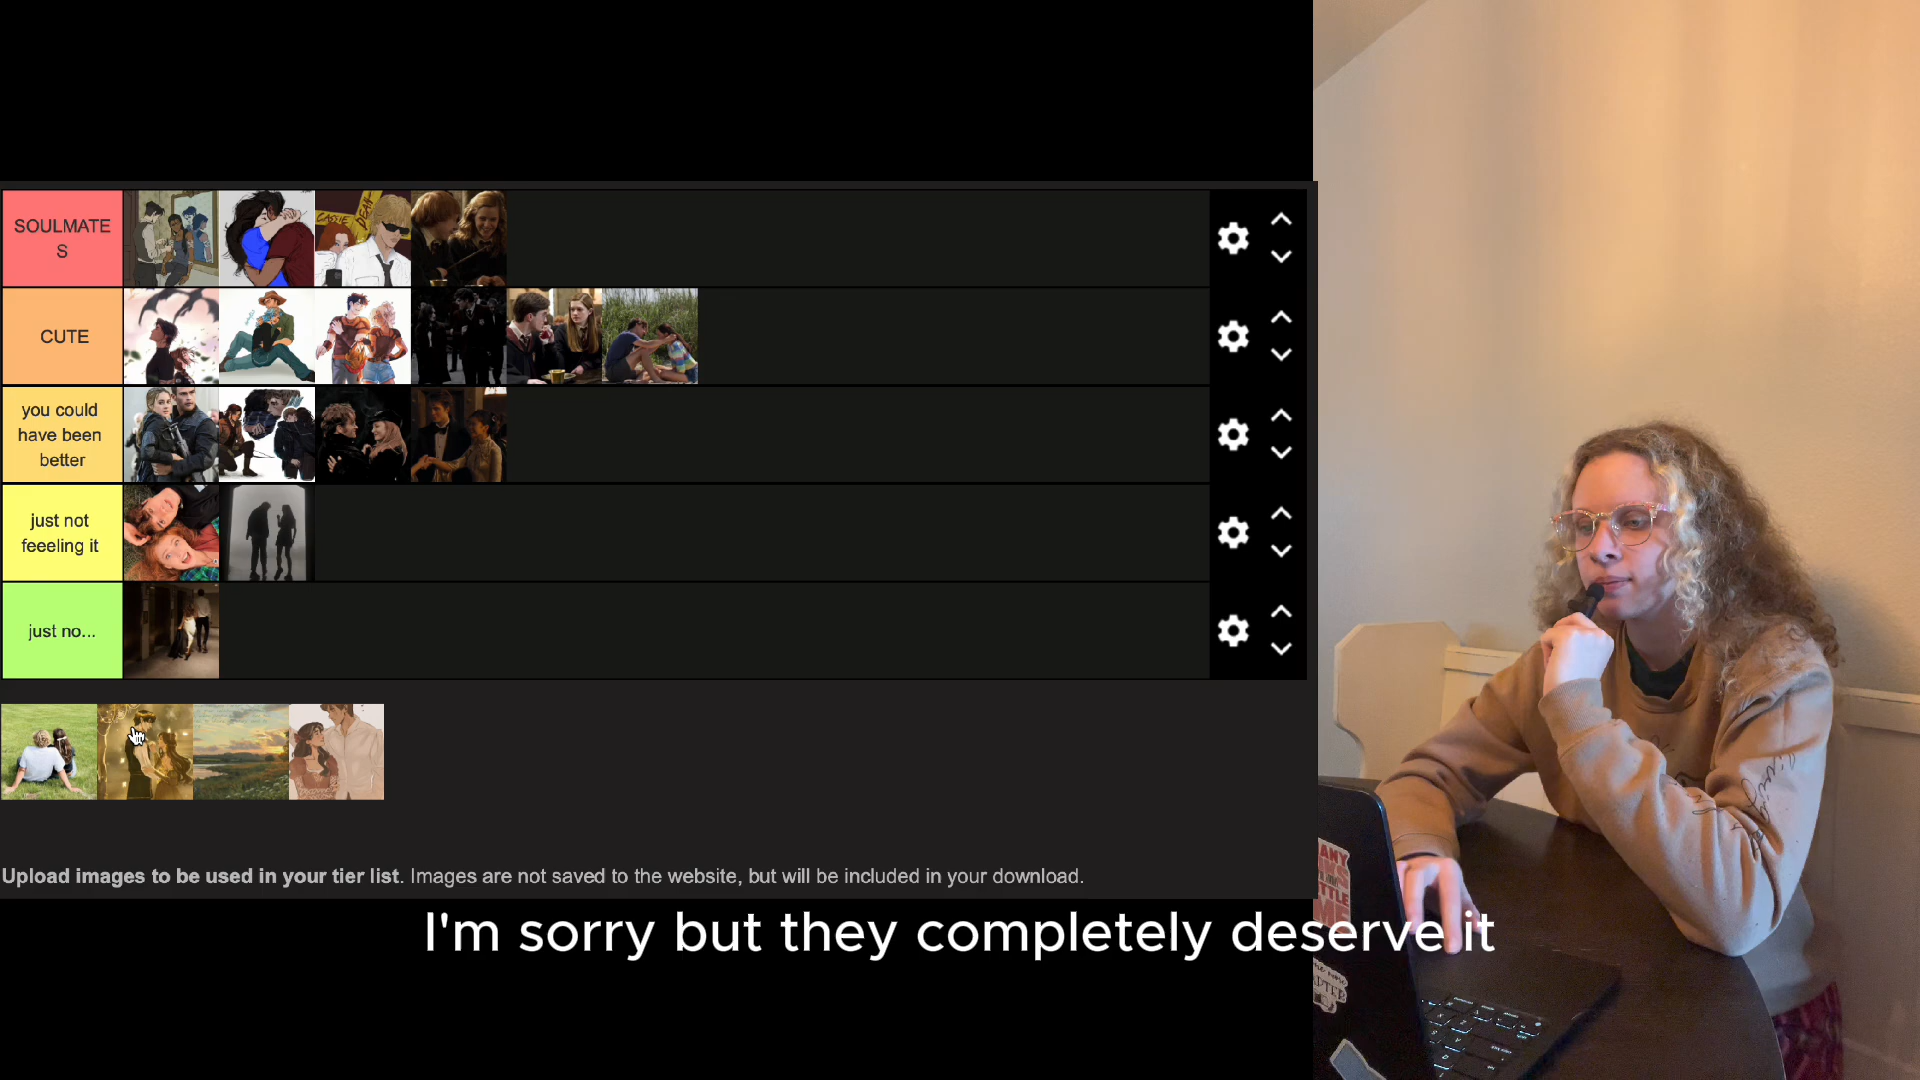 SOULMATE
S
CASSIE
DEAN
CUTE
you could
have been
better
just not
feeeling it
just no...
Upload images to be used in your tier list. Images are not saved to the website, but will be included in your download.
I'm sorry but they completely deserve it